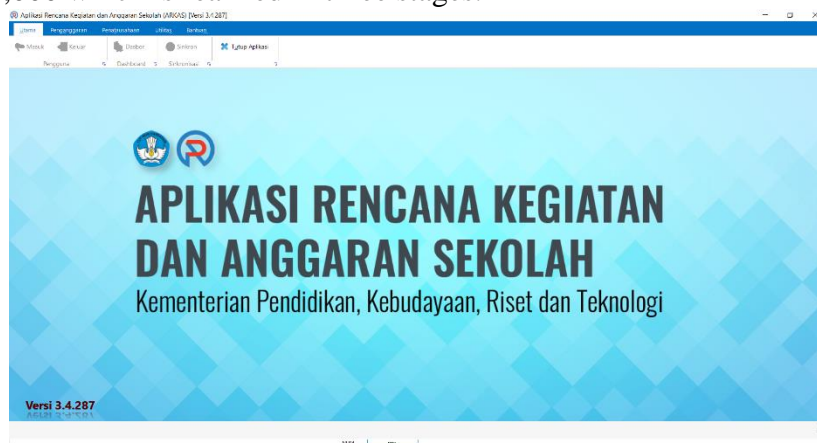 Aplikasi Rencana Kegiatan dan Anggaran Sekolah (ARKAS) [Versi 3.4.287]
Utama Penganggaran Penatausahaan Utilitas Bantuan
Masuk Keluar Dasbor Sinkron Tutup Aplikasi
Pengguna Dashboard Sinkronisasi
APLIKASI RENCANA KEGIATAN
DAN ANGGARAN SEKOLAH
Kementerian Pendidikan, Kebudayaan, Riset dan Teknologi
Versi 3.4.287